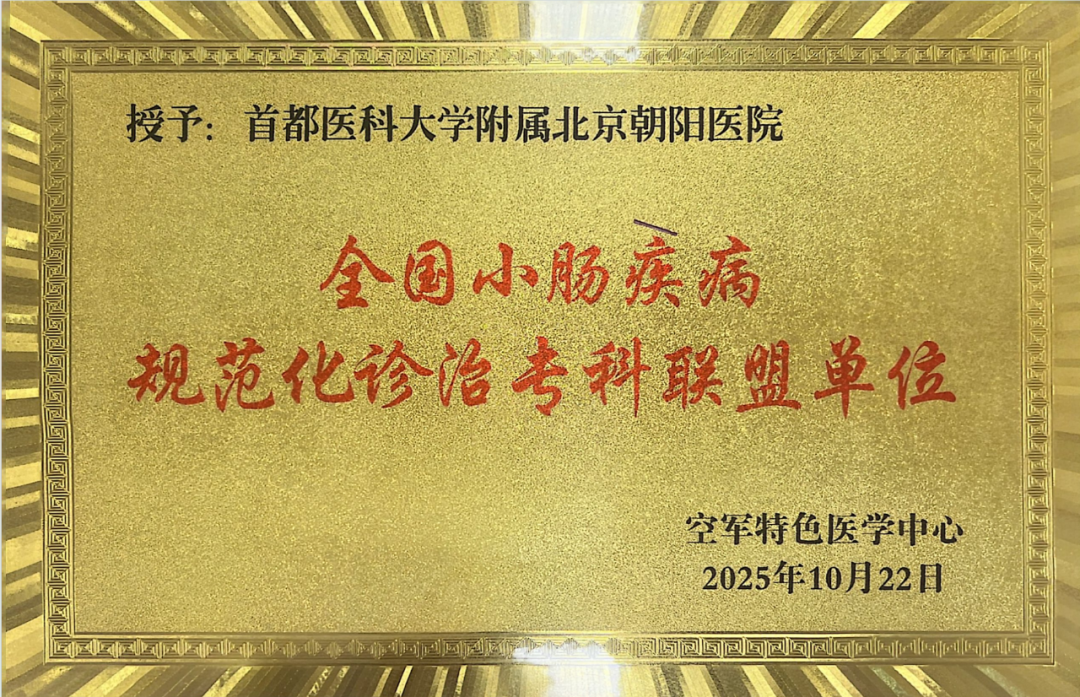 授予：首都医科大学附属北京朝阳医院
全国小肠疾病
规范化诊治专科联盟单位
空军特色医学中心
2025年10月22日